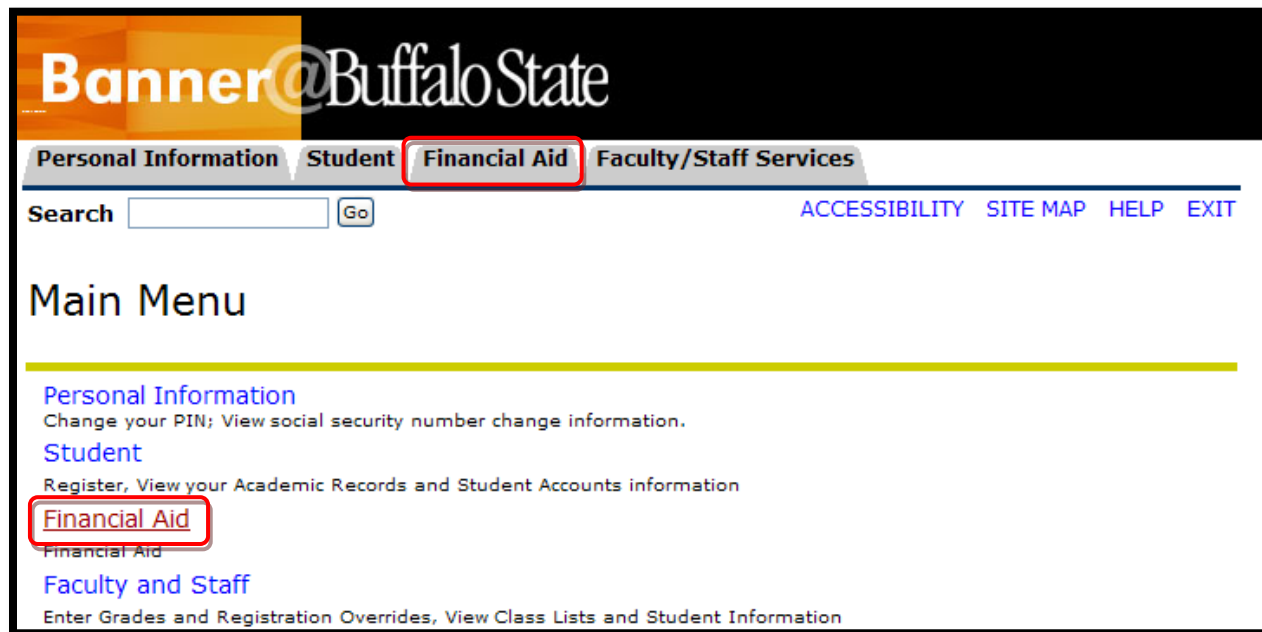 Banner@Buffalo State
Personal Information Student Financial Aid Faculty/Staff Services
Search Go ACCESSIBILITY SITE MAP HELP EXIT
Main Menu
Personal Information
Change your PIN; View social security number change information.
Student
Register, View your Academic Records and Student Accounts information
Financial Aid
Financial Aid
Faculty and Staff
Enter Grades and Registration Overrides, View Class Lists and Student Information